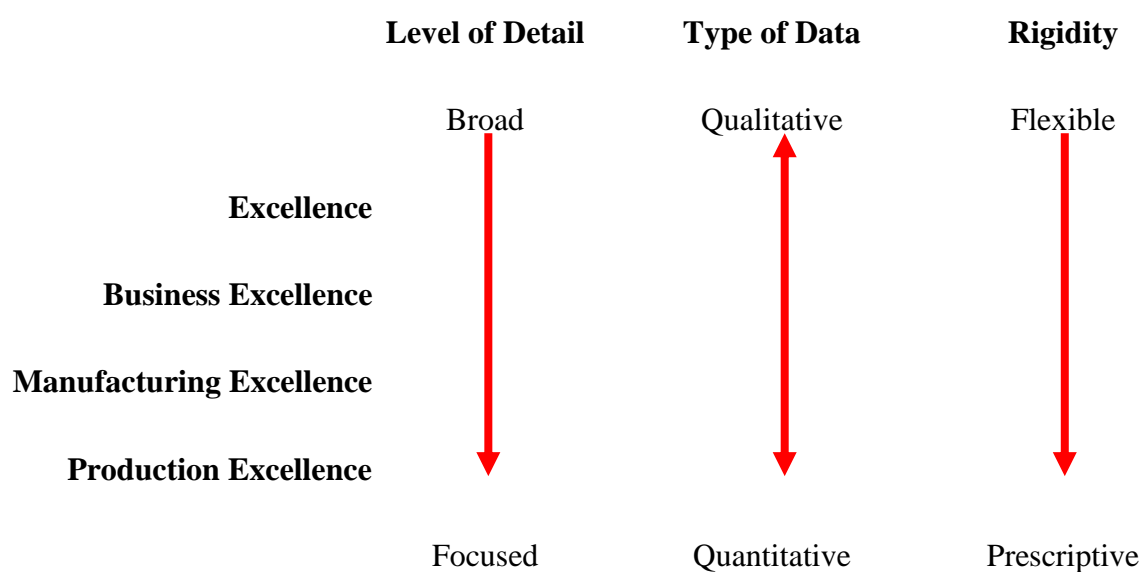 Level of Detail Type of Data Rigidity
Broad Qualitative Flexible
Excellence
Business Excellence
Manufacturing Excellence
Production Excellence
Focused Quantitative Prescriptive